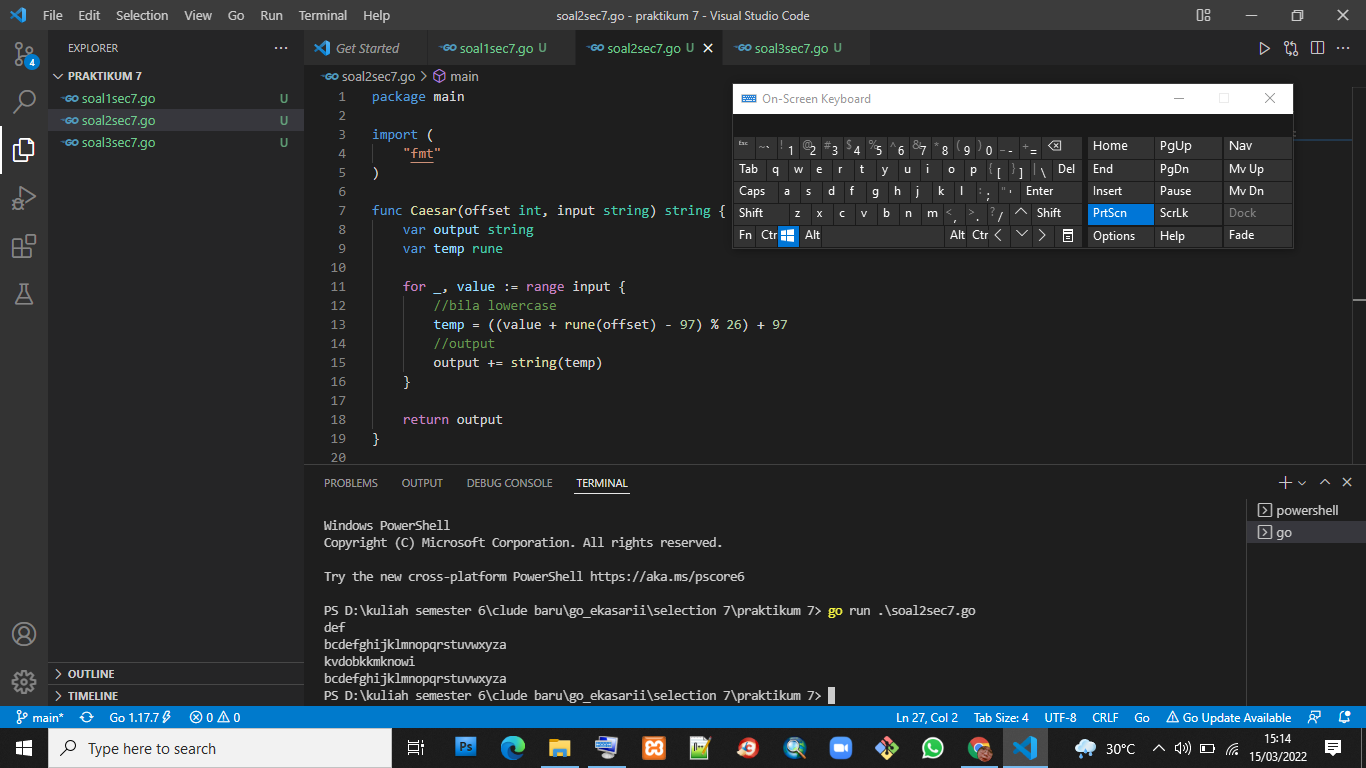 File Edit Selection View Go Run Terminal Help
soal2sec7.go - praktikum 7 - Visual Studio Code
EXPLORER
PRAKTIKUM 7
soal1sec7.go U
soal2sec7.go U
soal3sec7.go U
OUTLINE
TIMELINE
4
Get Started
soal1sec7.go U
soal2sec7.go U
soal3sec7.go U
soal2sec7.go > main
1 package main
2
3 import (
4 "fmt"
5 )
6
7 func Caesar(offset int, input string) string {
8 var output string
9 var temp rune
10
11 for _, value := range input {
12 //bila lowercase
13 temp = ((value + rune(offset) - 97) % 26) + 97
14 //output
15 output += string(temp)
16 }
17
18 return output
19 }
20
On-Screen Keyboard
Esc ~ ` ! 1 @ 2 # 3 $ 4 % 5 ^ 6 & 7 * 8 ( 9 ) 0 _ - + = Home PgUp Nav
Tab q w e r t y u i o p { [ } ] | \ Del End PgDn Mv Up
Caps a s d f g h j k l : ; " ' Enter Insert Pause Mv Dn
Shift z x c v b n m < , > . ? / Shift PrtScn ScrLk Dock
Fn Ctr Alt Alt Ctr Options Help Fade
PROBLEMS OUTPUT DEBUG CONSOLE TERMINAL
powershell
go
Windows PowerShell
Copyright (C) Microsoft Corporation. All rights reserved.
Try the new cross-platform PowerShell https://aka.ms/pscore6
PS D:\kuliah semester 6\clude baru\go_ekasarii\selection 7\praktikum 7> go run .\soal2sec7.go
def
bcdefghijklmnopqrstuvwxyza
kvdobkkmknowi
bcdefghijklmnopqrstuvwxyza
PS D:\kuliah semester 6\clude baru\go_ekasarii\selection 7\praktikum 7>
main* Go 1.17.7 0 0 Ln 27, Col 2 Tab Size: 4 UTF-8 CRLF Go Go Update Available
Type here to search
Ps
30°C
15:14
15/03/2022